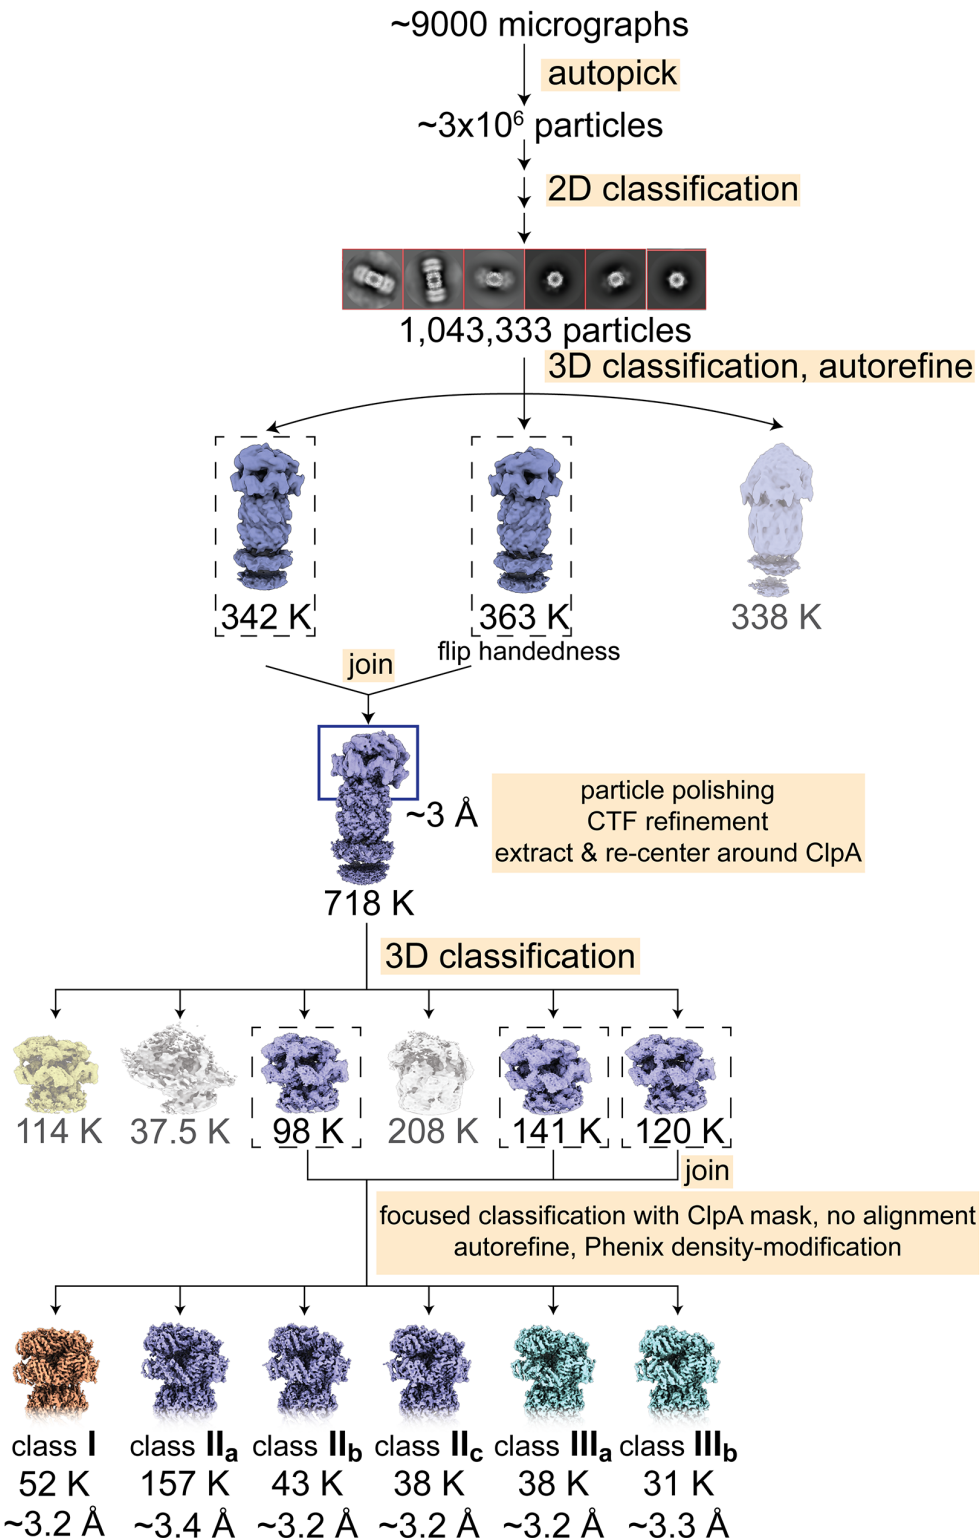 ~9000 micrographs
autopick
~3x10⁶ particles
2D classification
1,043,333 particles
3D classification, autorefine
342 K
363 K
338 K
flip handedness
join
~3 Å
particle polishing
CTF refinement
extract & re-center around ClpA
718 K
3D classification
114 K
37.5 K
98 K
208 K
141 K
120 K
join
focused classification with ClpA mask, no alignment
autorefine, Phenix density-modification
class I
class IIa
class IIb
class IIc
class IIIa
class IIIb
52 K
157 K
43 K
38 K
38 K
31 K
~3.2 Å
~3.4 Å
~3.2 Å
~3.2 Å
~3.2 Å
~3.3 Å